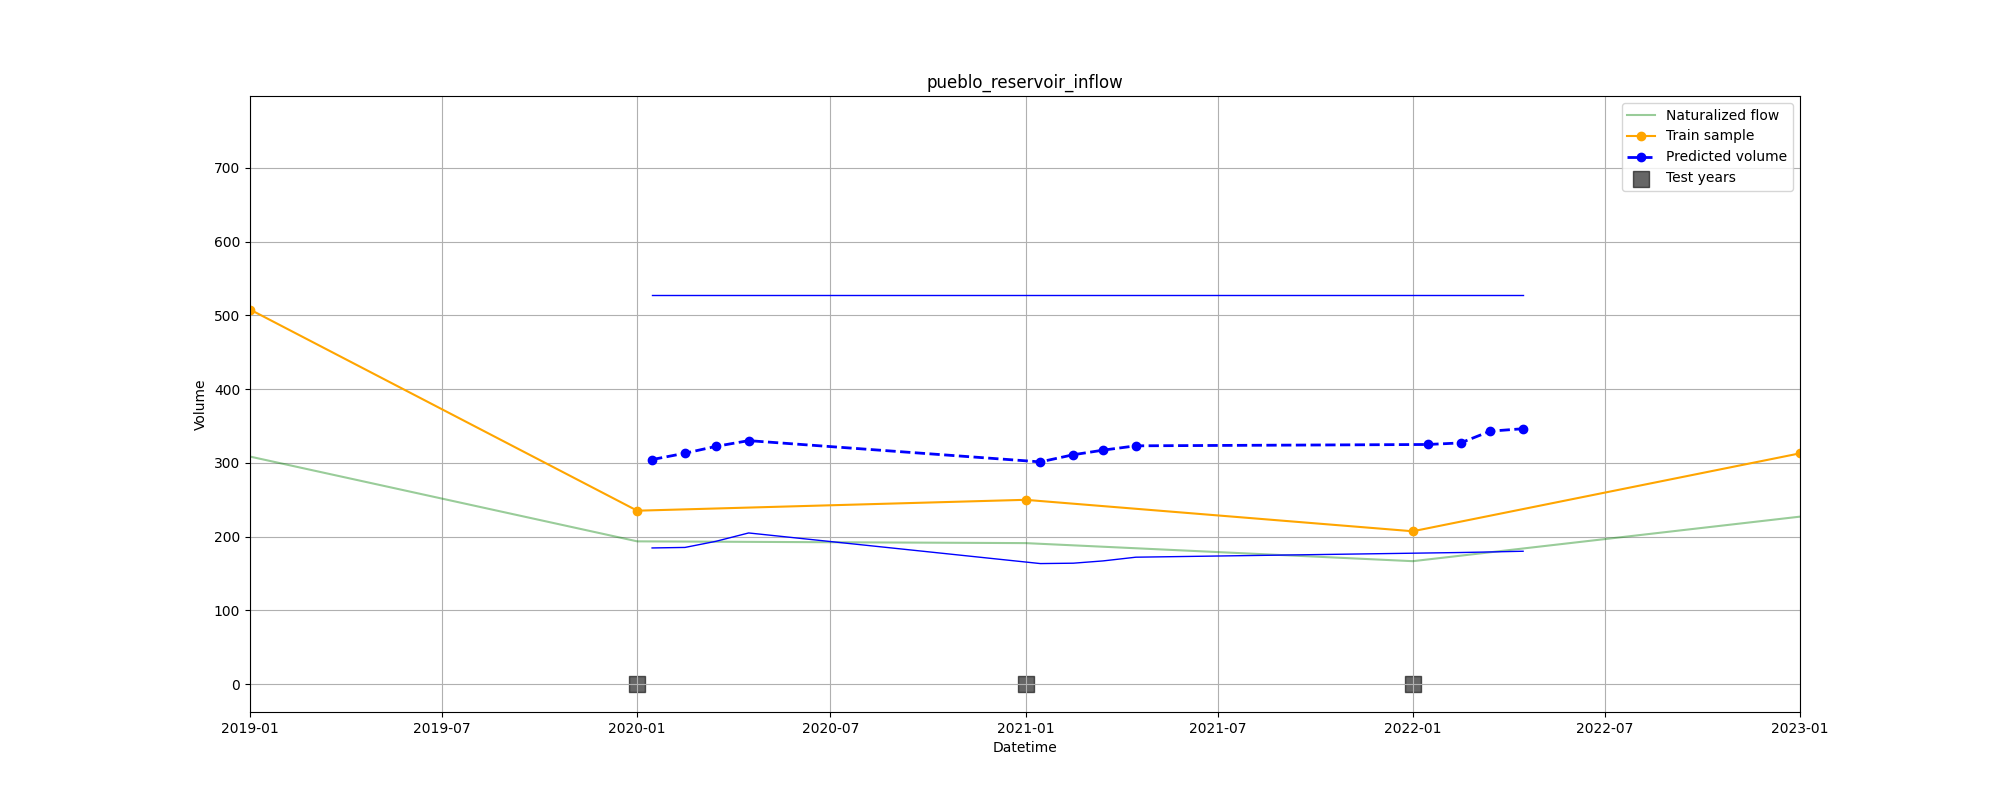 pueblo_reservoir_inflow
Naturalized flow
Train sample
Predicted volume
Test years
Volume
700
600
500
400
300
200
100
0
2019-01
2019-07
2020-01
2020-07
2021-01
2021-07
2022-01
2022-07
2023-01
Datetime